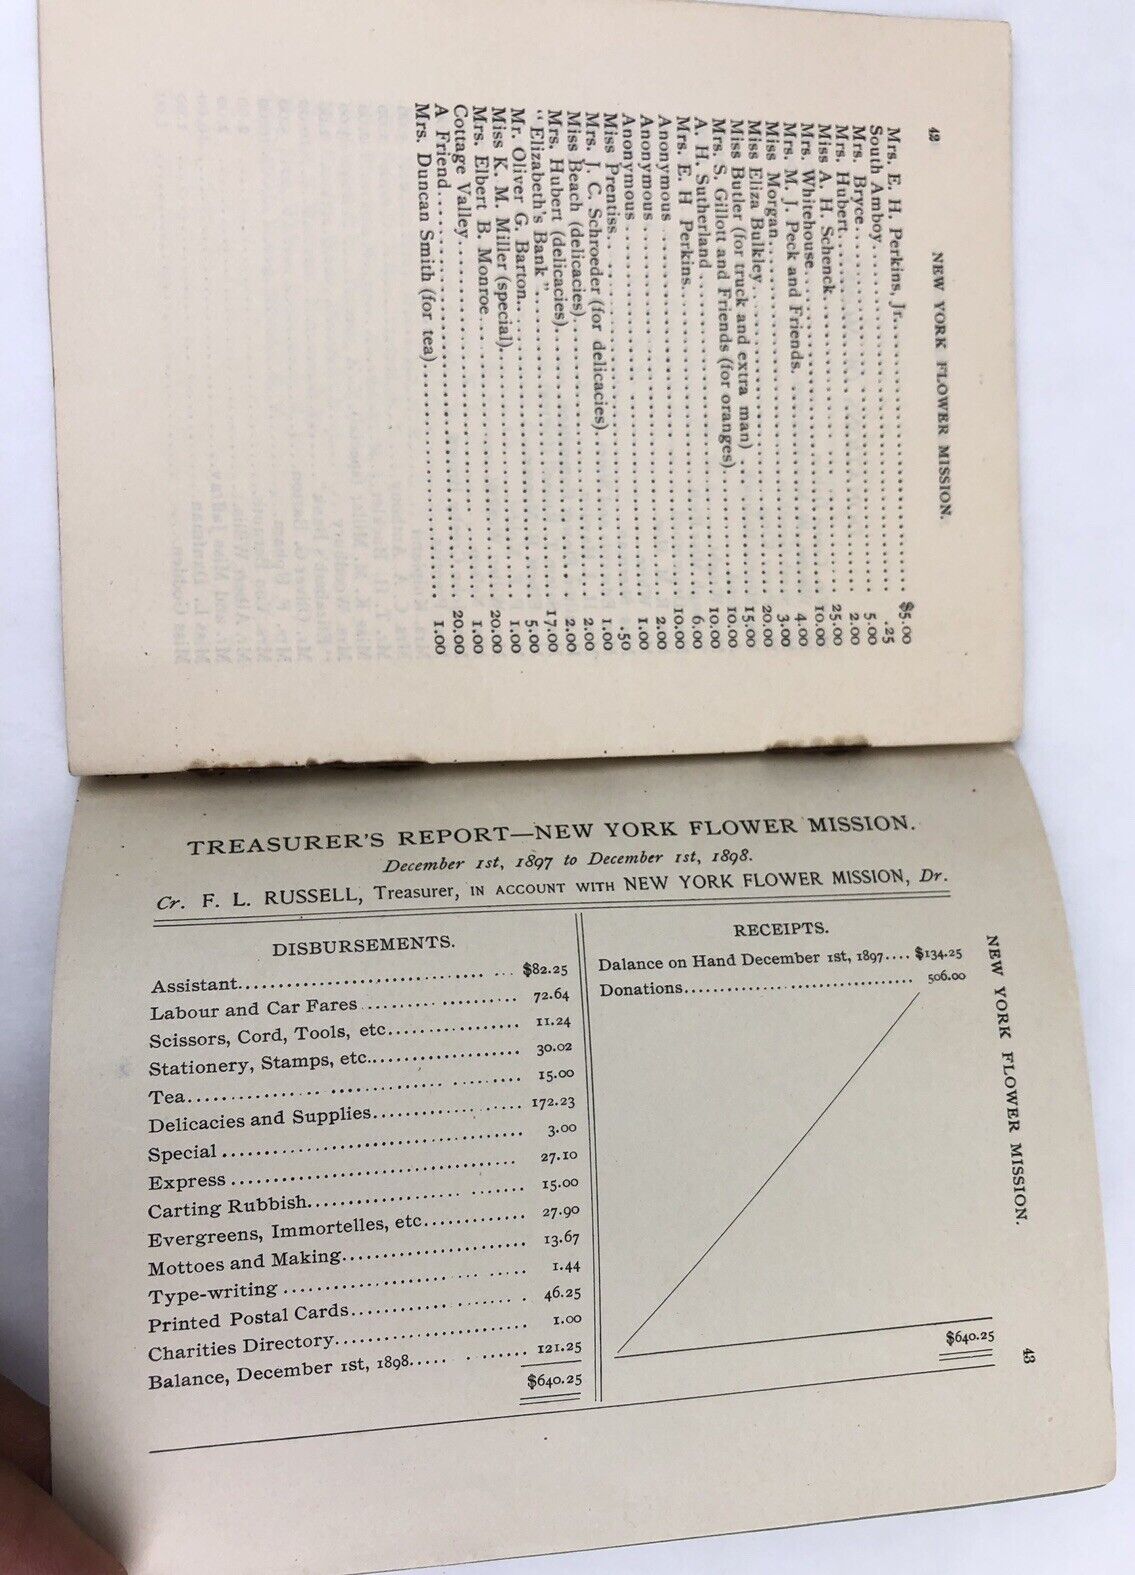 42 NEW YORK FLOWER MISSION.
Mrs. E. H. Perkins, Jr. $5.00
South Amboy .25
Mrs. Bryce 5.00
Mrs. Hubert 2.00
Miss A. H. Schenck 25.00
Mrs. Whitehouse 10.00
Mrs. M. J. Peck and Friends. 4.00
Miss Morgan 3.00
Miss Eliza Bulkley 20.00
Miss Butler (for truck and extra man) 15.00
Mrs. S. Gillott and Friends (for oranges) 10.00
A. H. Sutherland 10.00
Mrs. E. H Perkins 6.00
Anonymous 10.00
Anonymous 2.00
Anonymous 1.00
Miss Prentiss .50
Mrs. J. C. Schroeder (for delicacies) 1.00
Miss Beach (delicacies) 2.00
Mrs. Hubert (delicacies) 2.00
"Elizabeth's Bank" 17.00
Mr. Oliver G. Barton 5.00
Miss K. M. Miller (special) 1.00
Mrs. Elbert B. Monroe 20.00
Cottage Valley 1.00
A Friend 20.00
Mrs. Duncan Smith (for tea) 1.00
NEW YORK FLOWER MISSION. 43
TREASURER'S REPORT—NEW YORK FLOWER MISSION.
December 1st, 1897 to December 1st, 1898.
Cr. F. L. RUSSELL, Treasurer, IN ACCOUNT WITH NEW YORK FLOWER MISSION, Dr.
DISBURSEMENTS.
Assistant $82.25
Labour and Car Fares 72.64
Scissors, Cord, Tools, etc. 11.24
Stationery, Stamps, etc. 30.02
Tea 15.00
Delicacies and Supplies 172.23
Special 3.00
Express 27.10
Carting Rubbish 15.00
Evergreens, Immortelles, etc. 27.90
Mottoes and Making 13.67
Type-writing 1.44
Printed Postal Cards 46.25
Charities Directory 1.00
Balance, December 1st, 1898 121.25
$640.25
RECEIPTS.
Dalance on Hand December 1st, 1897 $134.25
Donations 506.00
$640.25